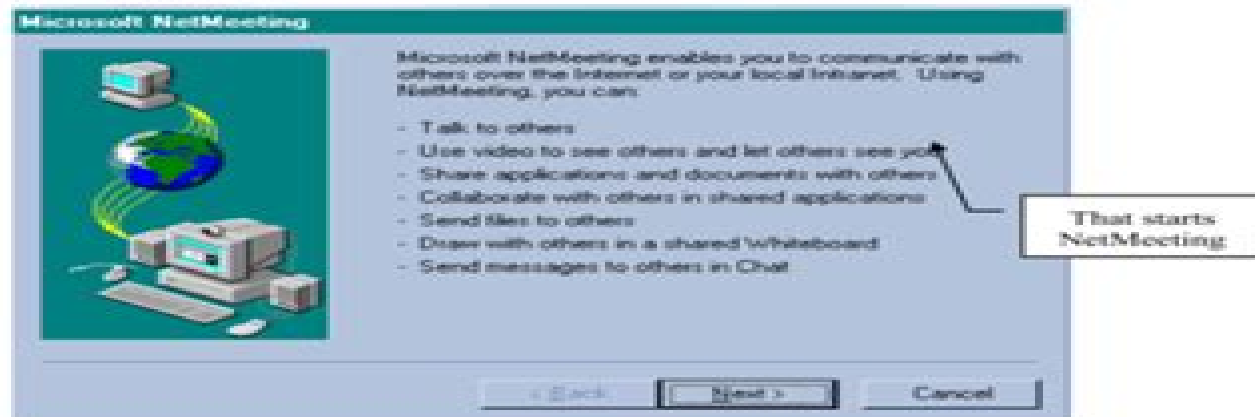 Microsoft NetMeeting
Microsoft NetMeeting enables you to communicate with
others over the Internet or your local Intranet. Using
NetMeeting, you can:
- Talk to others
- Use video to see others and let others see you
- Share applications and documents with others
- Collaborate with others in shared applications
- Send files to others
- Draw with others in a shared Whiteboard
- Send messages to others in Chat
That starts
NetMeeting
< Back
Next >
Cancel